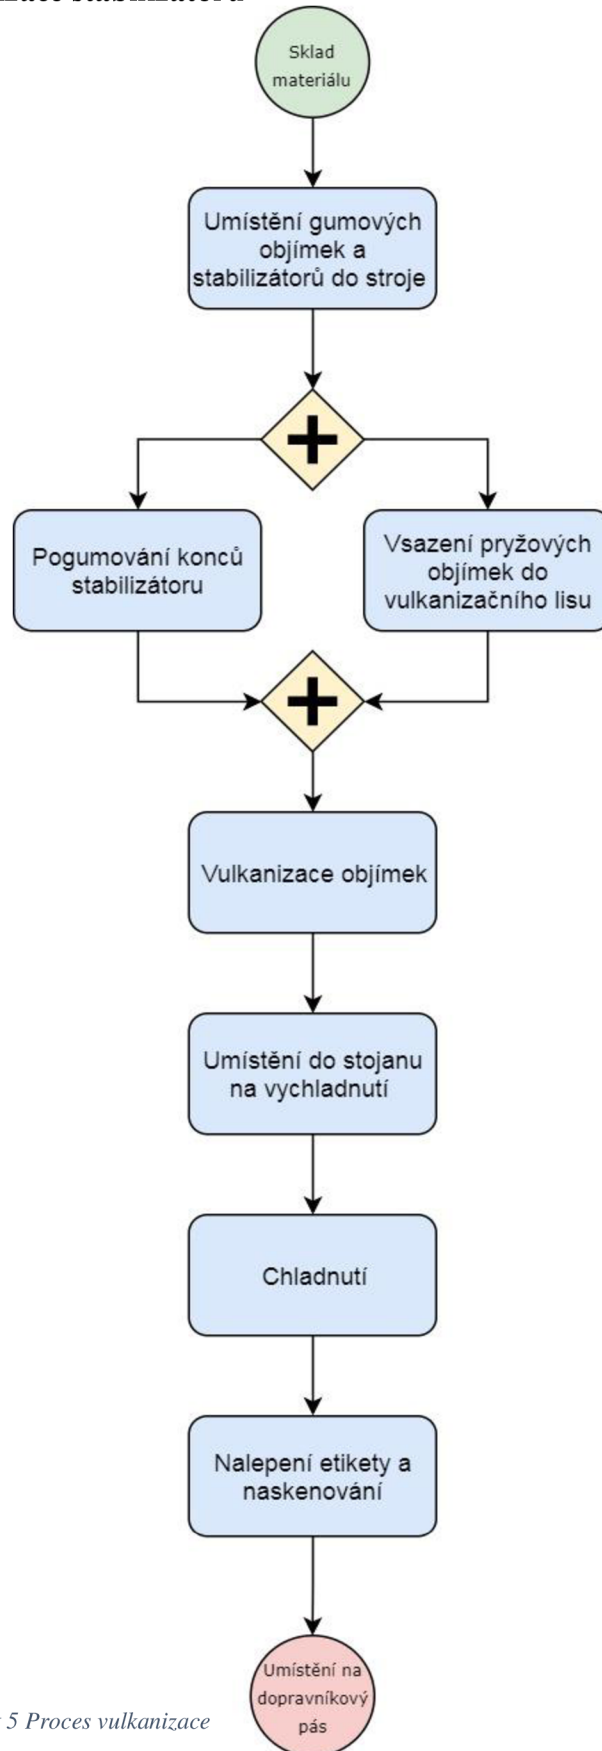 stabilizátorů
Sklad
materiálu
Umístění gumových
objímek a
stabilizátorů do stroje
Pogumování konců
stabilizátoru
Vsazení pryžových
objímek do
vulkanizačního lisu
Vulkanizace objímek
Umístění do stojanu
na vychladnutí
Chladnutí
Nalepení etikety a
naskenování
Umístění na
dopravníkový
pás
5 Proces vulkanizace